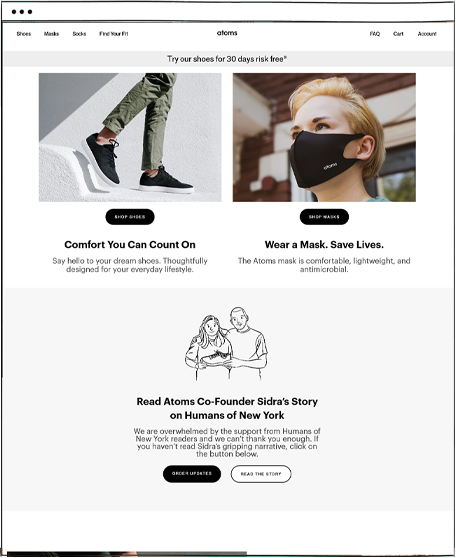 Shoes Masks Socks Find Your Fit atoms FAQ Cart Account
Try our shoes for 30 days risk free*
atoms
SHOP SHOES
SHOP MASKS
Comfort You Can Count On
Say hello to your dream shoes. Thoughtfully
designed for your everyday lifestyle.
Wear a Mask. Save Lives.
The Atoms mask is comfortable, lightweight, and
antimicrobial.
Read Atoms Co-Founder Sidra's Story
on Humans of New York
We are overwhelmed by the support from Humans of
New York readers and we can't thank you enough. If
you haven't read Sidra's gripping narrative, click on
the button below.
ORDER UPDATES
READ THE STORY